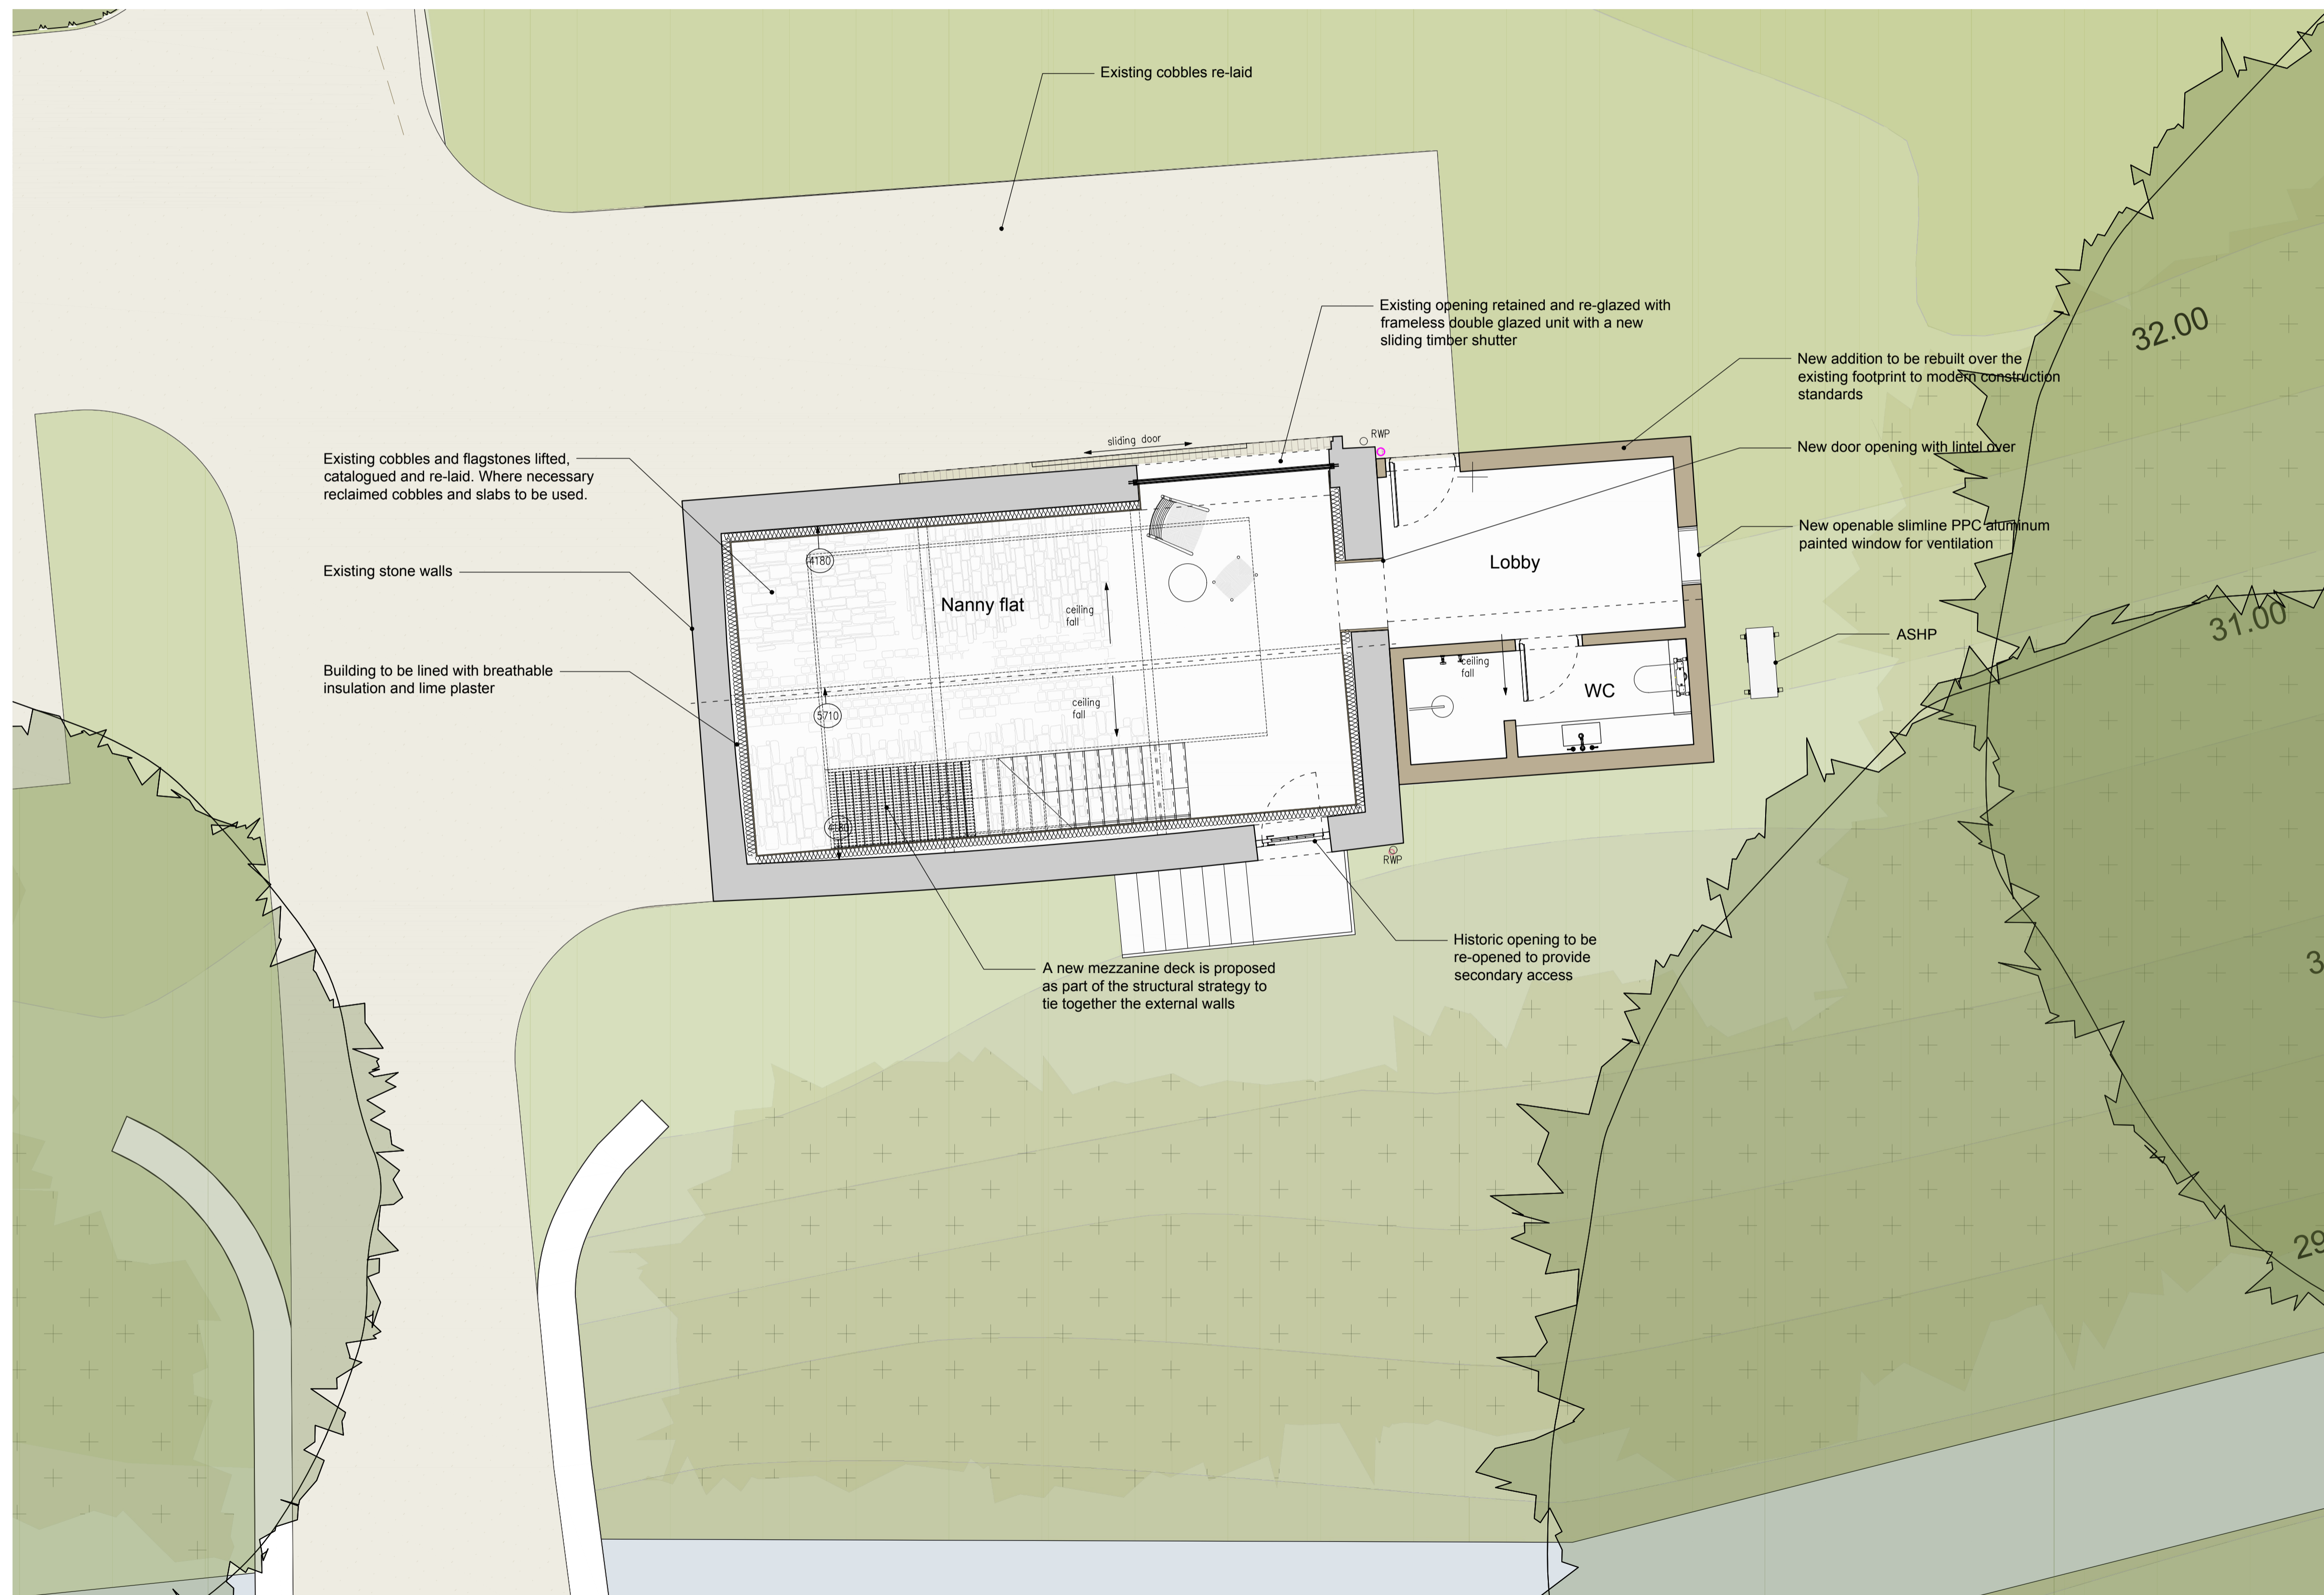 Existing cobbles re-laid
Existing opening retained and re-glazed with
frameless double glazed unit with a new
sliding timber shutter
32.00
New addition to be rebuilt over the
existing footprint to modern construction
standards
sliding door
RWP
New door opening with lintel over
Existing cobbles and flagstones lifted,
catalogued and re-laid. Where necessary
reclaimed cobbles and slabs to be used.
New openable slimline PPC aluminum
painted window for ventilation
4180
Lobby
Existing stone walls
Nanny flat
ceiling
fall
31.00
ASHP
Building to be lined with breathable
insulation and lime plaster
ceiling
fall
WC
ceiling
fall
5710
RWP
Historic opening to be
re-opened to provide
secondary access
A new mezzanine deck is proposed
as part of the structural strategy to
tie together the external walls
3
29